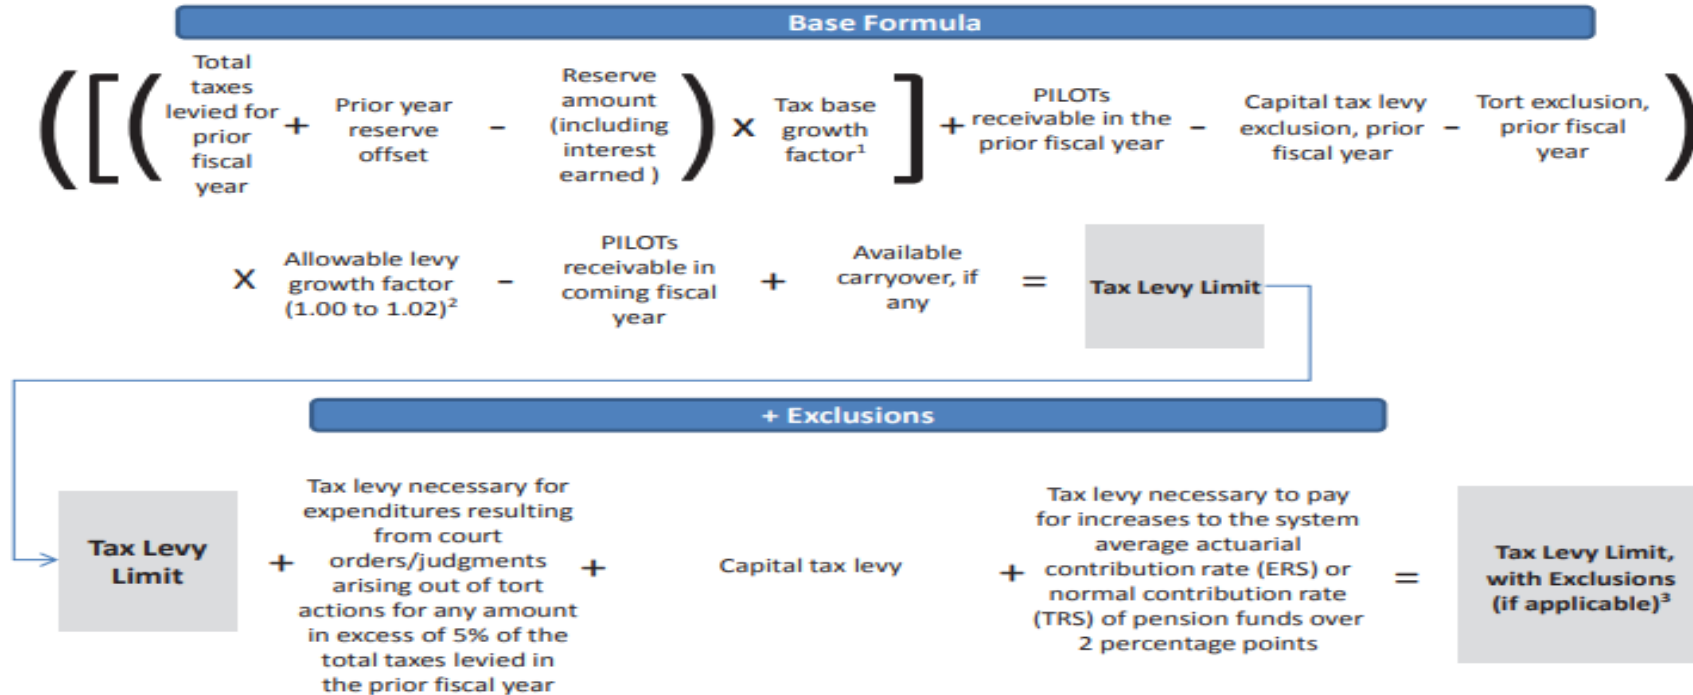 Base Formula
( [ (
Total
taxes
levied for
prior
fiscal
year
+
Prior year
reserve
offset
-
Reserve
amount
(including
interest
earned )
)
x
Tax base
growth
factor¹
]
+
PILOTs
receivable in the
prior fiscal year
-
Capital tax levy
exclusion, prior
fiscal year
-
Tort exclusion,
prior fiscal
year
)
X
Allowable levy
growth factor
(1.00 to 1.02)²
-
PILOTs
receivable in
coming fiscal
year
+
Available
carryover, if
any
=
Tax Levy Limit
+ Exclusions
Tax Levy
Limit
+
Tax levy necessary for
expenditures resulting
from court
orders/judgments
arising out of tort
actions for any amount
in excess of 5% of the
total taxes levied in
the prior fiscal year
+
Capital tax levy
+
Tax levy necessary to pay
for increases to the system
average actuarial
contribution rate (ERS) or
normal contribution rate
(TRS) of pension funds over
2 percentage points
=
Tax Levy Limit,
with Exclusions
(if applicable)³